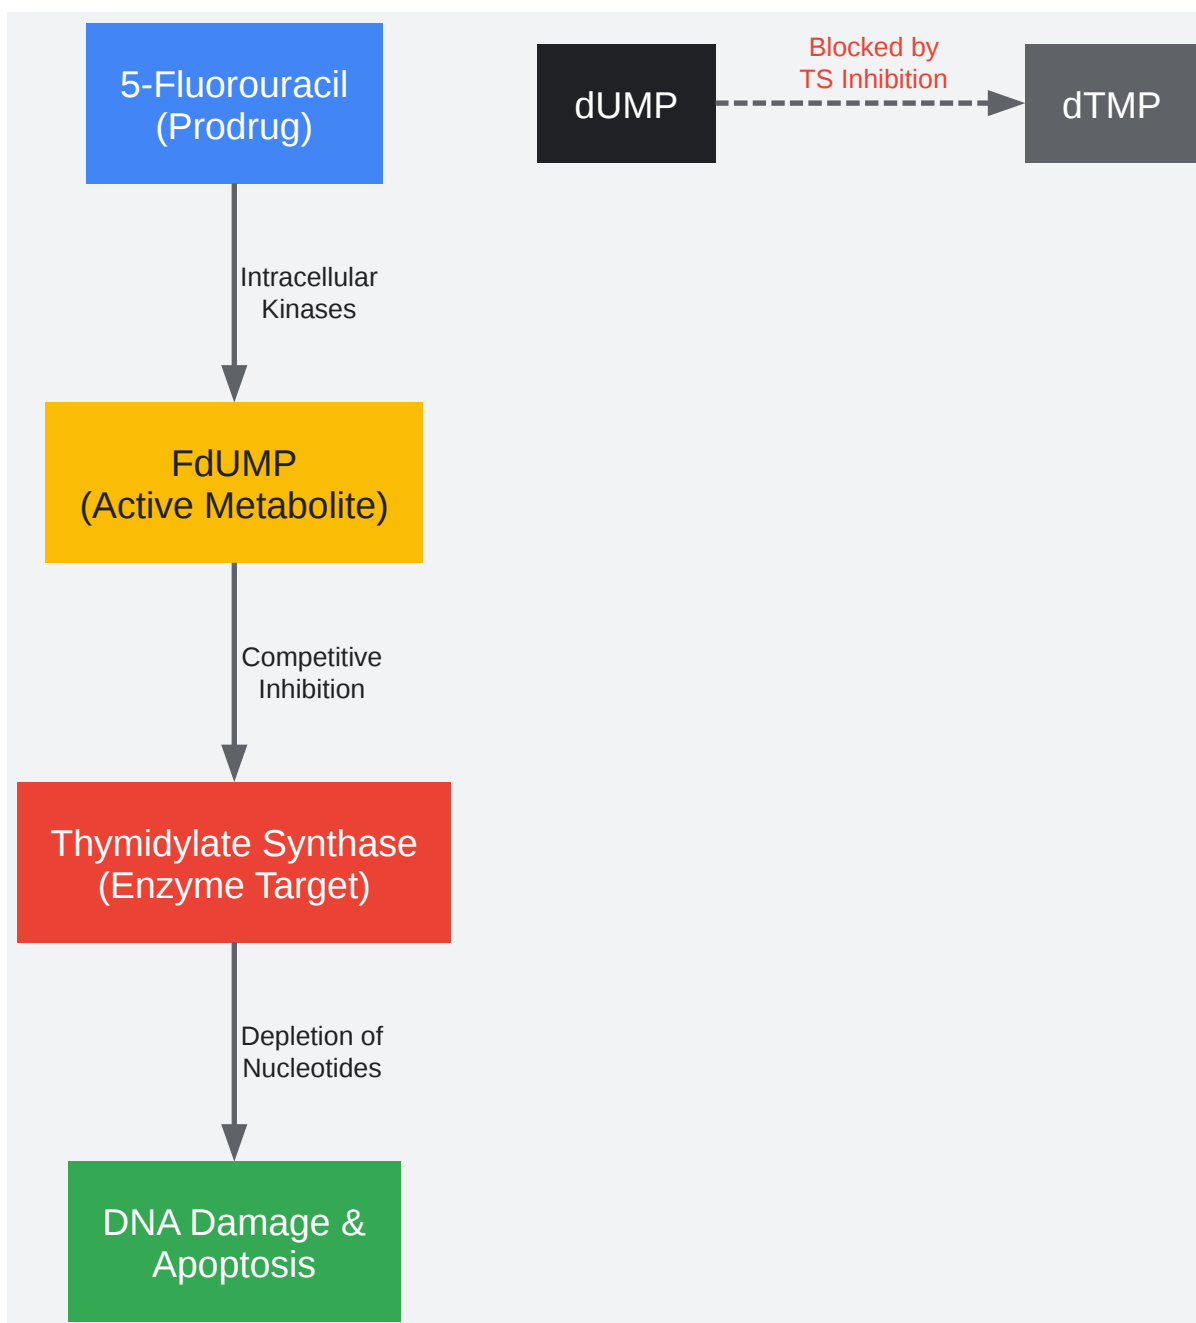 5-Fluorouracil
(Prodrug)
Intracellular
Kinases
FdUMP
(Active Metabolite)
Competitive
Inhibition
Thymidylate Synthase
(Enzyme Target)
Depletion of
Nucleotides
DNA Damage &
Apoptosis
dUMP
Blocked by
TS Inhibition
dTMP